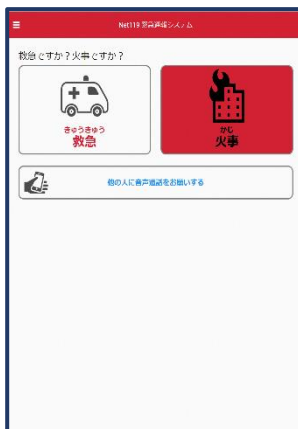 Net119 緊急通報システム
救急ですか？火事ですか？
きゅうきゅう
救急
かじ
火事
他の人に音声通話をお願いする